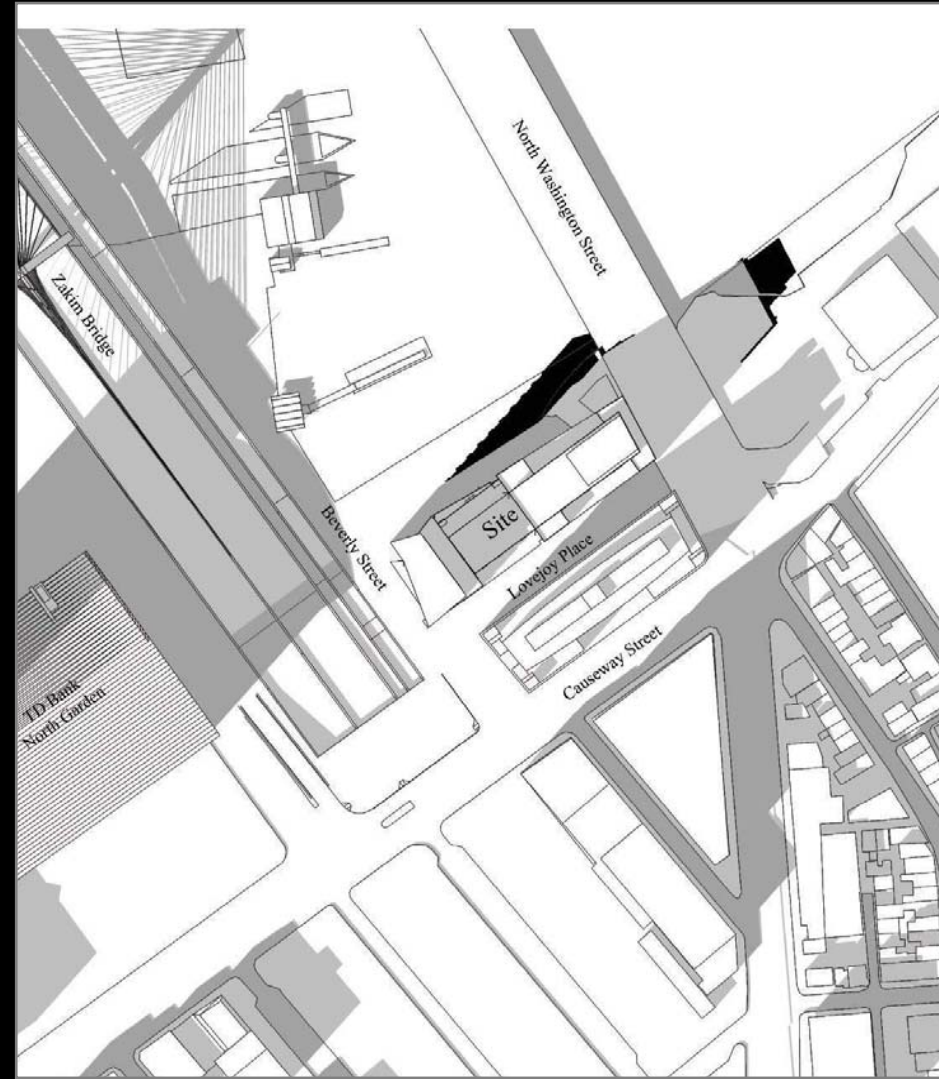 North Washington Street
Zakim Bridge
Beverly Street
Site
Lovejoy Place
Causeway Street
TD Bank
North Garden